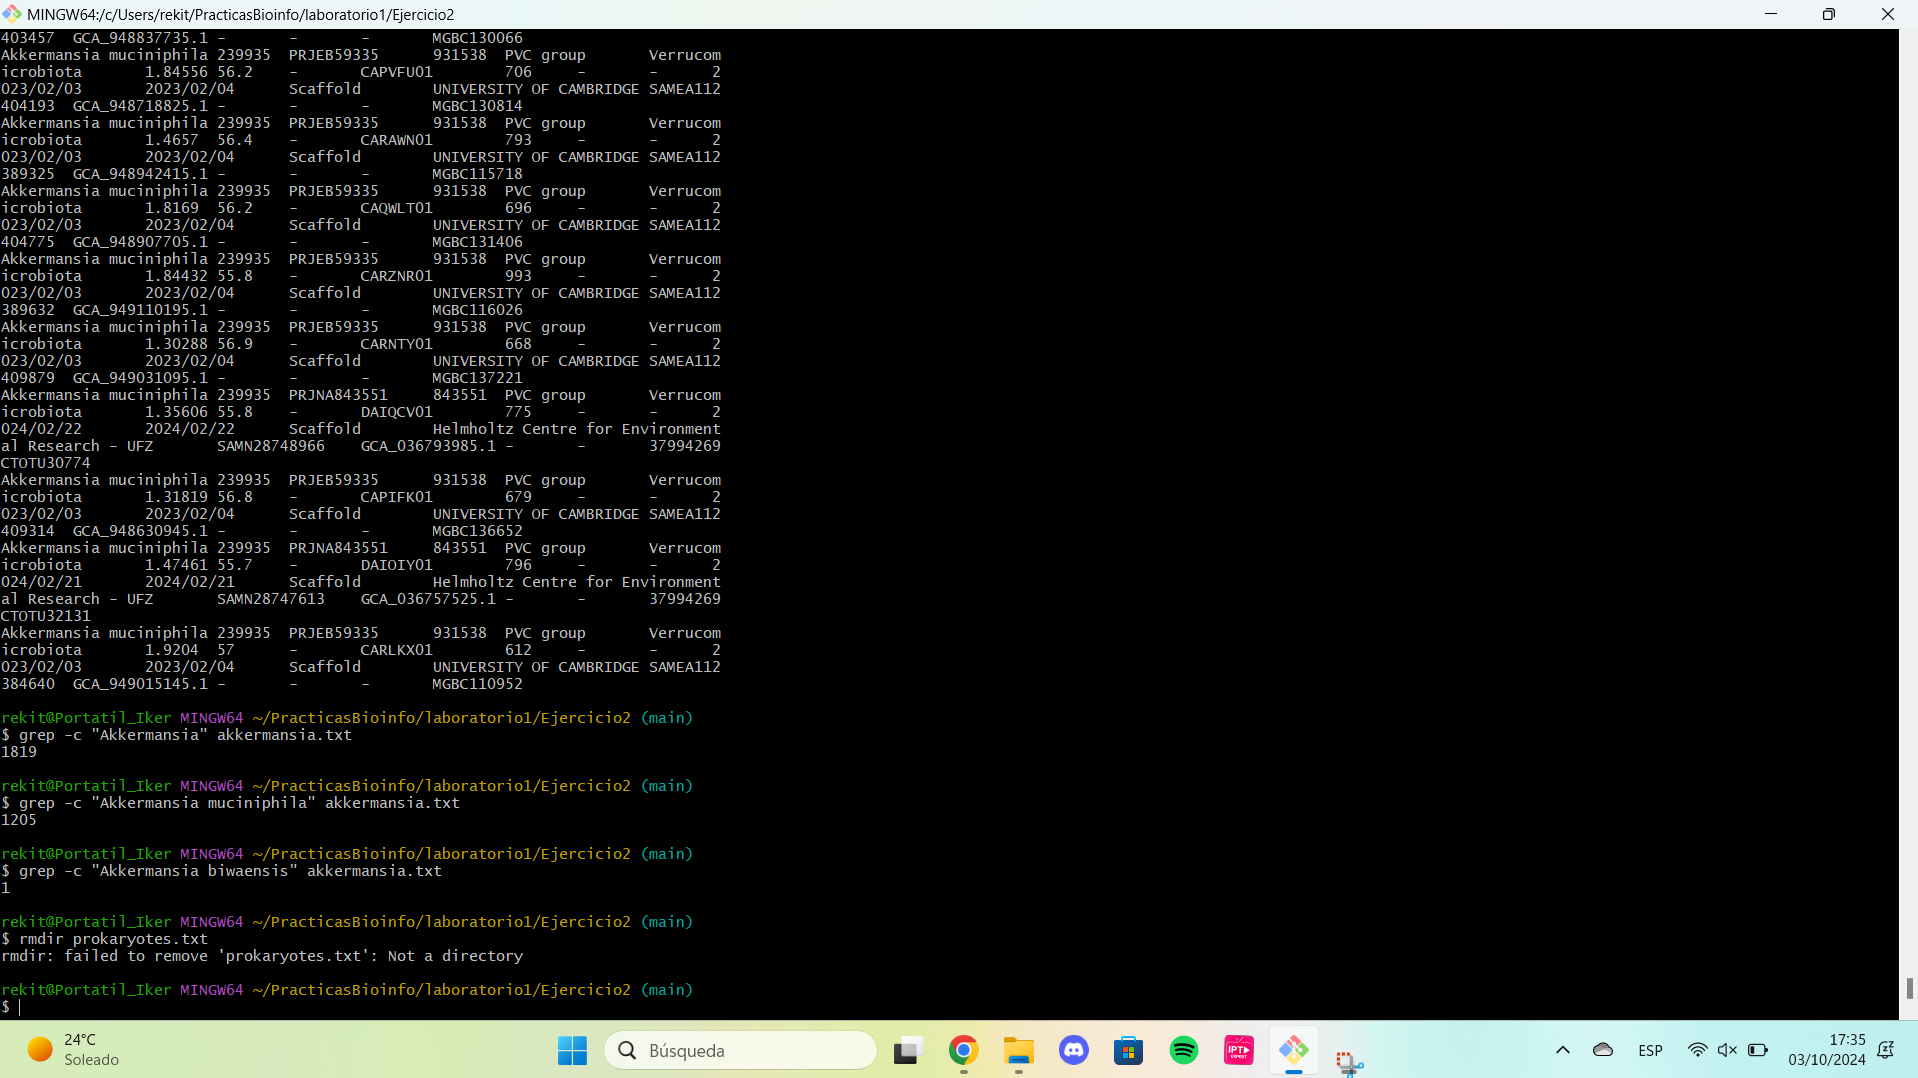 MINGW64:/c/Users/rekit/PracticasBioinfo/laboratorio1/Ejercicio2
403457  GCA_948837735.1 -       -       -       MGBC130066
Akkermansia muciniphila 239935  PRJEB59335      931538  PVC group       Verrucom
icrobiota       1.84556 56.2    -       CAPVFU01        706     -       -       2
023/02/03       2023/02/04      Scaffold        UNIVERSITY OF CAMBRIDGE SAMEA112
404193  GCA_948718825.1 -       -       -       MGBC130814
Akkermansia muciniphila 239935  PRJEB59335      931538  PVC group       Verrucom
icrobiota       1.4657  56.4    -       CARAWN01        793     -       -       2
023/02/03       2023/02/04      Scaffold        UNIVERSITY OF CAMBRIDGE SAMEA112
389325  GCA_948942415.1 -       -       -       MGBC115718
Akkermansia muciniphila 239935  PRJEB59335      931538  PVC group       Verrucom
icrobiota       1.8169  56.2    -       CAQWLT01        696     -       -       2
023/02/03       2023/02/04      Scaffold        UNIVERSITY OF CAMBRIDGE SAMEA112
404775  GCA_948907705.1 -       -       -       MGBC131406
Akkermansia muciniphila 239935  PRJEB59335      931538  PVC group       Verrucom
icrobiota       1.84432 55.8    -       CARZNR01        993     -       -       2
023/02/03       2023/02/04      Scaffold        UNIVERSITY OF CAMBRIDGE SAMEA112
389632  GCA_949110195.1 -       -       -       MGBC116026
Akkermansia muciniphila 239935  PRJEB59335      931538  PVC group       Verrucom
icrobiota       1.30288 56.9    -       CARNTY01        668     -       -       2
023/02/03       2023/02/04      Scaffold        UNIVERSITY OF CAMBRIDGE SAMEA112
409879  GCA_949031095.1 -       -       -       MGBC137221
Akkermansia muciniphila 239935  PRJNA843551     843551  PVC group       Verrucom
icrobiota       1.35606 55.8    -       DAIQCV01        775     -       -       2
024/02/22       2024/02/22      Scaffold        Helmholtz Centre for Environment
al Research - UFZ       SAMN28748966    GCA_036793985.1 -       -       37994269
CTOTU30774
Akkermansia muciniphila 239935  PRJEB59335      931538  PVC group       Verrucom
icrobiota       1.31819 56.8    -       CAPIFK01        679     -       -       2
023/02/03       2023/02/04      Scaffold        UNIVERSITY OF CAMBRIDGE SAMEA112
409314  GCA_948630945.1 -       -       -       MGBC136652
Akkermansia muciniphila 239935  PRJNA843551     843551  PVC group       Verrucom
icrobiota       1.47461 55.7    -       DAIOIY01        796     -       -       2
024/02/21       2024/02/21      Scaffold        Helmholtz Centre for Environment
al Research - UFZ       SAMN28747613    GCA_036757525.1 -       -       37994269
CTOTU32131
Akkermansia muciniphila 239935  PRJEB59335      931538  PVC group       Verrucom
icrobiota       1.9204  57      -       CARLKX01        612     -       -       2
023/02/03       2023/02/04      Scaffold        UNIVERSITY OF CAMBRIDGE SAMEA112
384640  GCA_949015145.1 -       -       -       MGBC110952
rekit@Portatil_Iker MINGW64 ~/PracticasBioinfo/laboratorio1/Ejercicio2 (main)
$ grep -c "Akkermansia" akkermansia.txt
1819
rekit@Portatil_Iker MINGW64 ~/PracticasBioinfo/laboratorio1/Ejercicio2 (main)
$ grep -c "Akkermansia muciniphila" akkermansia.txt
1205
rekit@Portatil_Iker MINGW64 ~/PracticasBioinfo/laboratorio1/Ejercicio2 (main)
$ grep -c "Akkermansia biwaensis" akkermansia.txt
1
rekit@Portatil_Iker MINGW64 ~/PracticasBioinfo/laboratorio1/Ejercicio2 (main)
$ rmdir prokaryotes.txt
rmdir: failed to remove 'prokaryotes.txt': Not a directory
rekit@Portatil_Iker MINGW64 ~/PracticasBioinfo/laboratorio1/Ejercicio2 (main)
$
24°C
Soleado
Búsqueda
IPT
EXPERT
ESP
17:35
03/10/2024